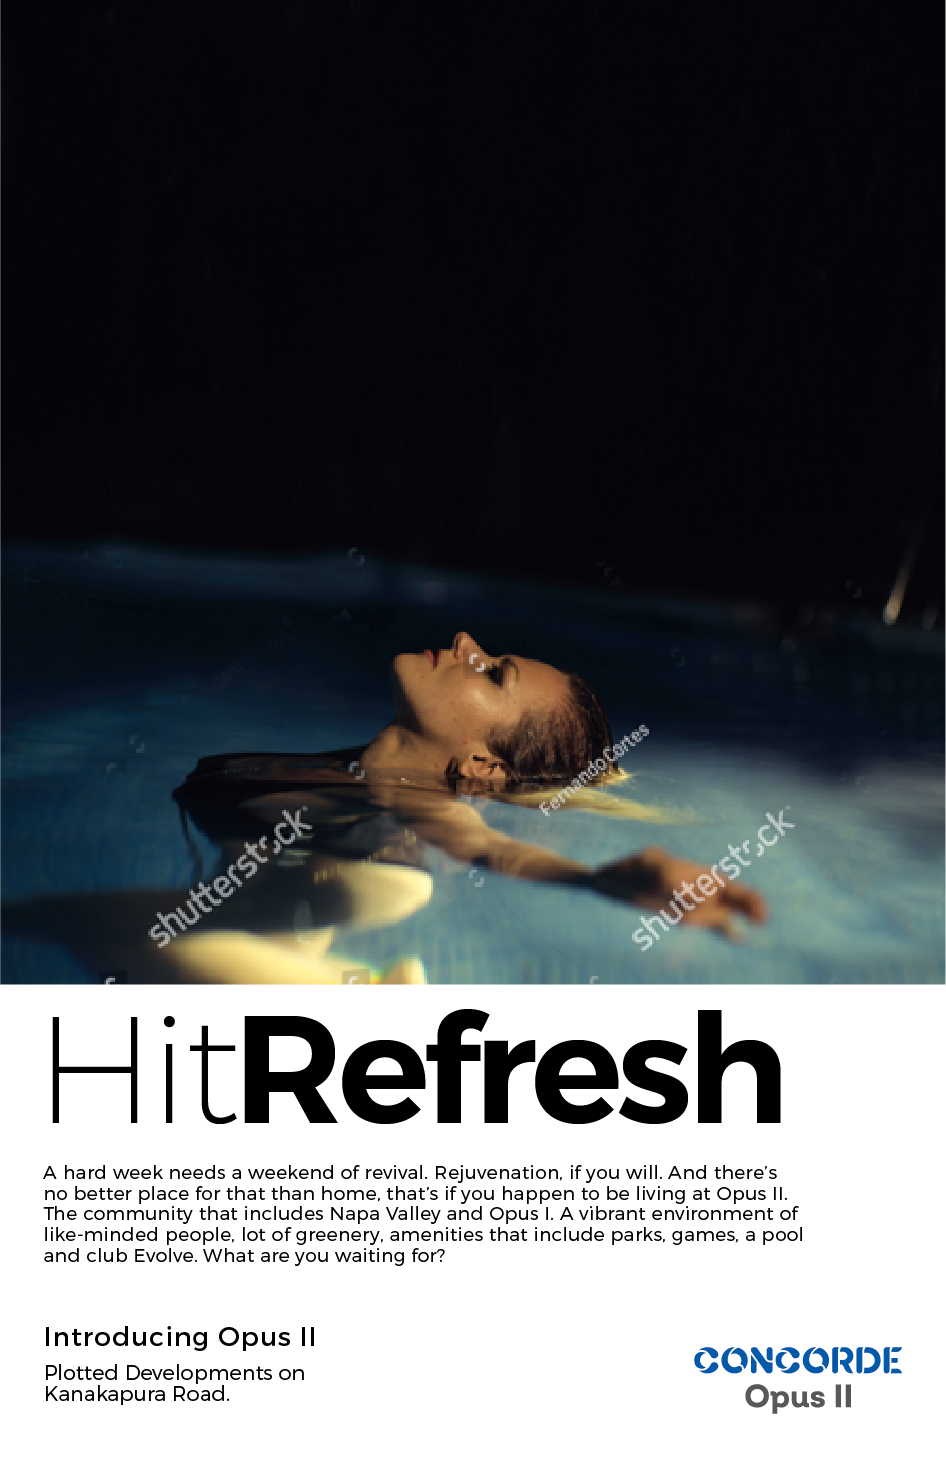 Fernando Cortes
shutterstock
shutterstock
HitRefresh
A hard week needs a weekend of revival. Rejuvenation, if you will. And there's
no better place for that than home, that's if you happen to be living at Opus II.
The community that includes Napa Valley and Opus I. A vibrant environment of
like-minded people, lot of greenery, amenities that include parks, games, a pool
and club Evolve. What are you waiting for?
Introducing Opus II
Plotted Developments on
Kanakapura Road.
CONCORDE
Opus II